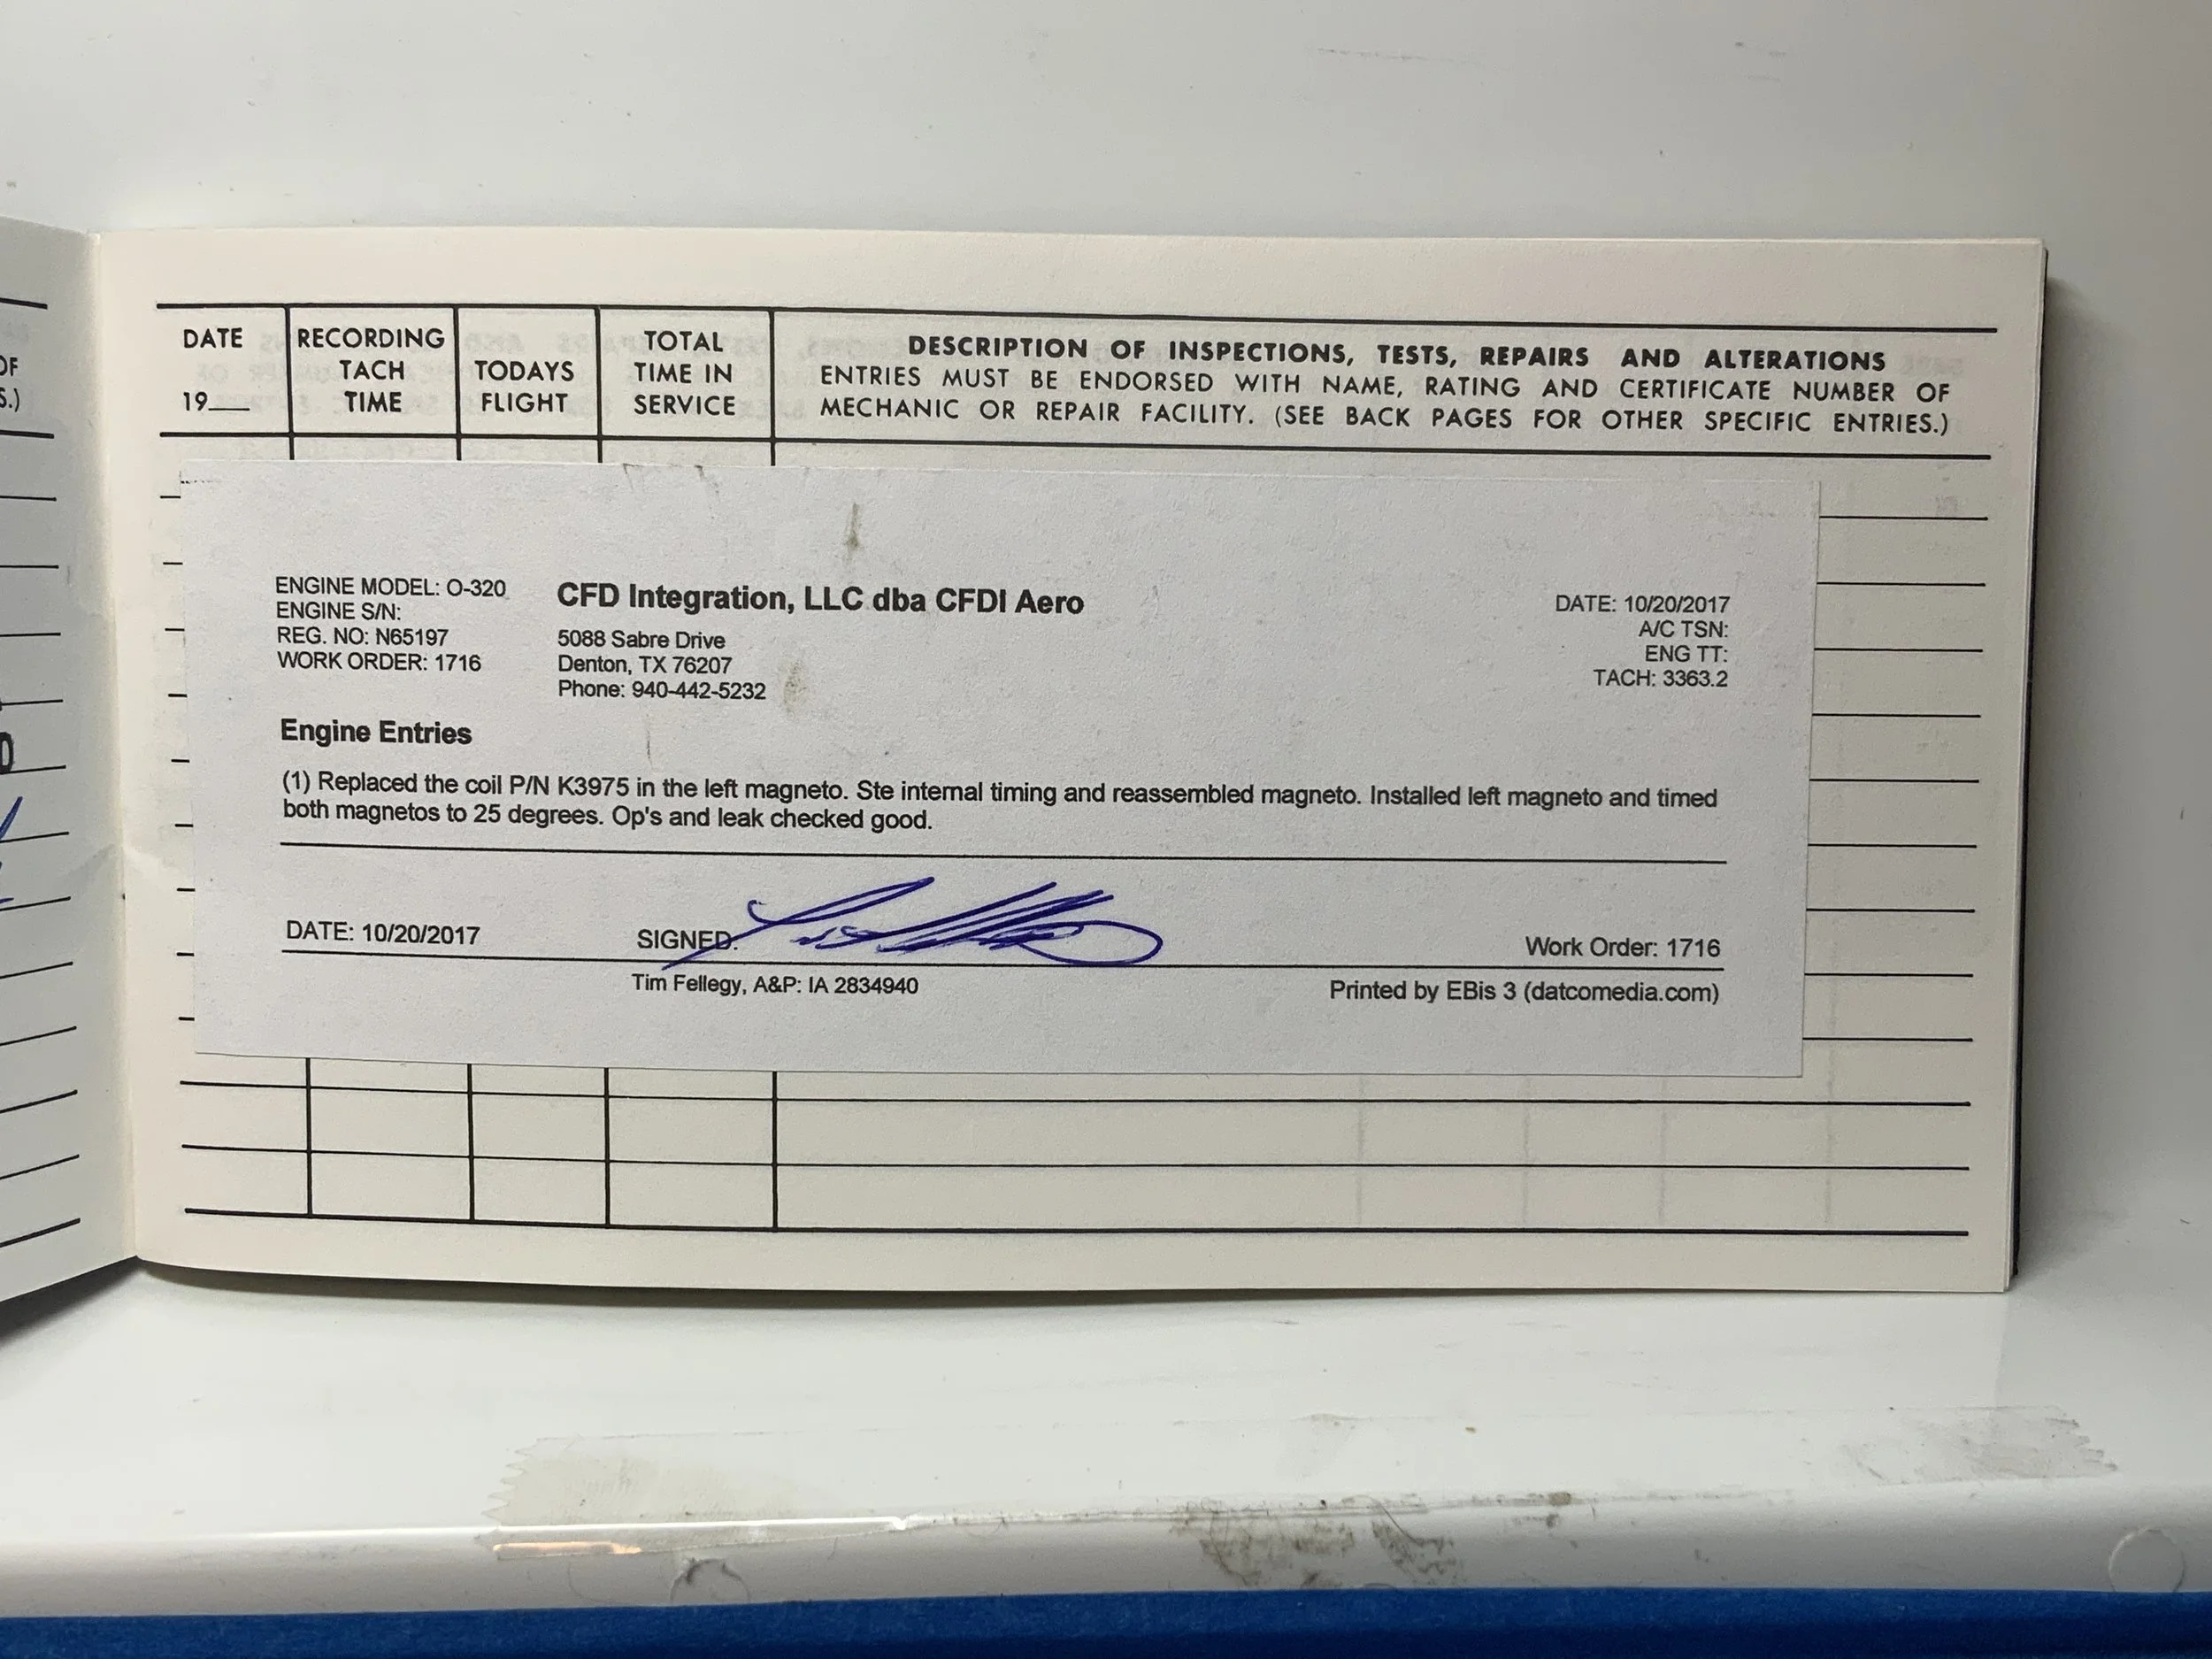 OF
S.)
DATE
19___
RECORDING
TACH
TIME
TODAYS
FLIGHT
TOTAL
TIME IN
SERVICE
DESCRIPTION OF INSPECTIONS, TESTS, REPAIRS AND ALTERATIONS
ENTRIES MUST BE ENDORSED WITH NAME, RATING AND CERTIFICATE NUMBER OF
MECHANIC OR REPAIR FACILITY. (SEE BACK PAGES FOR OTHER SPECIFIC ENTRIES.)
ENGINE MODEL: O-320
ENGINE S/N:
REG. NO: N65197
WORK ORDER: 1716
CFD Integration, LLC dba CFDI Aero
5088 Sabre Drive
Denton, TX 76207
Phone: 940-442-5232
DATE: 10/20/2017
A/C TSN:
ENG TT:
TACH: 3363.2
Engine Entries
(1) Replaced the coil P/N K3975 in the left magneto. Ste internal timing and reassembled magneto. Installed left magneto and timed
both magnetos to 25 degrees. Op's and leak checked good.
DATE: 10/20/2017
SIGNED:
Work Order: 1716
Tim Fellegy, A&P: IA 2834940
Printed by EBis 3 (datcomedia.com)